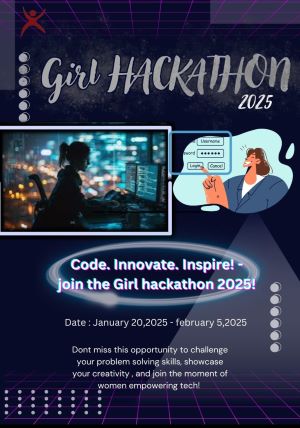 Girl HACKATHON
2025
Username
Password
Login Cancel
Code. Innovate. Inspire! -
join the Girl hackathon 2025!
Date : January 20,2025 - february 5,2025
Dont miss this opportunity to challenge
your problem solving skills, showcase
your creativity , and join the moment of
women empowering tech!